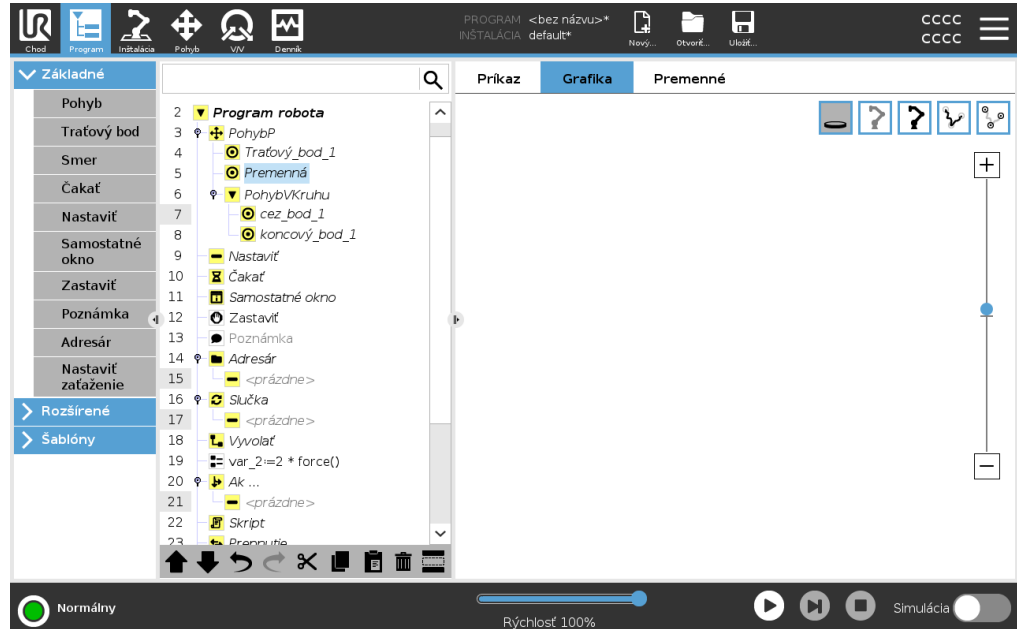 UR
Chod
Program
Inštalácia
Pohyb
V/V
Denník
PROGRAM <bez názvu>*
INŠTALÁCIA default*
Nový...
Otvoriť...
Uložiť...
CCCC
CCCC
Základné
Pohyb
Traťový bod
Smer
Čakať
Nastaviť
Samostatné
okno
Zastaviť
Poznámka
Adresár
Nastaviť
zaťaženie
Rozšírené
Šablóny
2 Program robota
3 PohybP
4 Traťový_bod_1
5 Premenná
6 PohybVKruhu
7 cez_bod_1
8 koncový_bod_1
9 Nastaviť
10 Čakať
11 Samostatné okno
12 Zastaviť
13 Poznámka
14 Adresár
15 <prázdne>
16 Slučka
17 <prázdne>
18 Vyvolať
19 var_2:=2 * force()
20 Ak ...
21 <prázdne>
22 Skript
23 Prepnutie
Príkaz
Grafika
Premenné
Normálny
Rýchlosť 100%
Simulácia